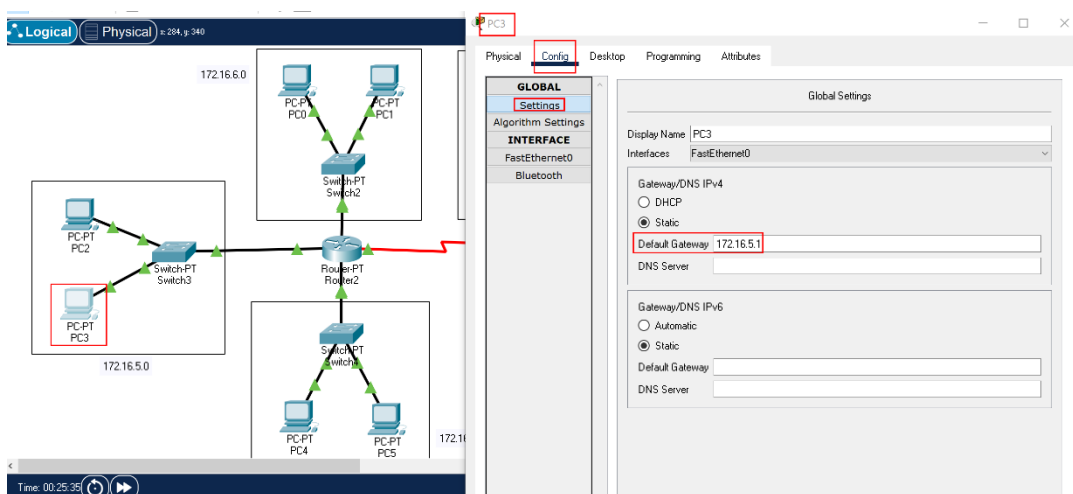 Logical
Physical
x: 284, y: 340
172.16.6.0
PC-PT
PC0
PC-PT
PC1
Switch-PT
Switch2
PC-PT
PC2
Switch-PT
Switch3
Router-PT
Router2
PC-PT
PC3
172.16.5.0
Switch-PT
PC-PT
PC4
PC-PT
PC5
Time: 00:25:35
PC3
Physical Config Desktop Programming Attributes
GLOBAL
Settings
Algorithm Settings
INTERFACE
FastEthernet0
Bluetooth
Global Settings
Display Name PC3
Interfaces FastEthernet0
Gateway/DNS IPv4
DHCP
Static
Default Gateway 172.16.5.1
DNS Server
Gateway/DNS IPv6
Automatic
Static
Default Gateway
DNS Server